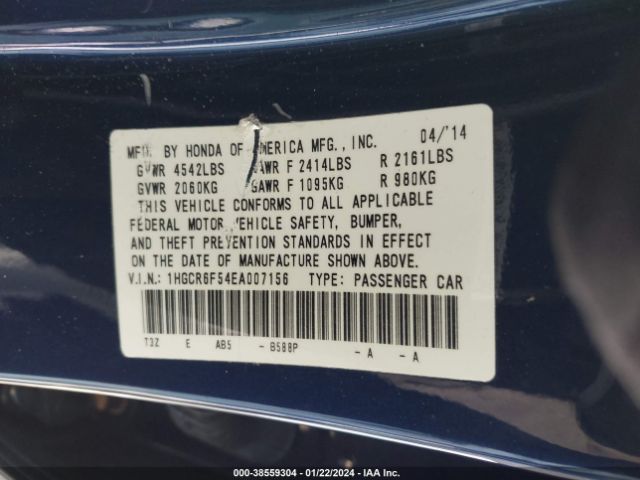 MFD. BY HONDA OF AMERICA MFG., INC. 04/'14
GVWR 4542LBS GAWR F 2414LBS R 2161LBS
GVWR 2060KG GAWR F 1095KG R 980KG
THIS VEHICLE CONFORMS TO ALL APPLICABLE
FEDERAL MOTOR VEHICLE SAFETY, BUMPER,
AND THEFT PREVENTION STANDARDS IN EFFECT
ON THE DATE OF MANUFACTURE SHOWN ABOVE.
V.I.N.: 1HGCR6F54EA007156 TYPE: PASSENGER CAR
T3Z E AB5 - B588P - A - A
000-38559304 - 01/22/2024 - IAA Inc.